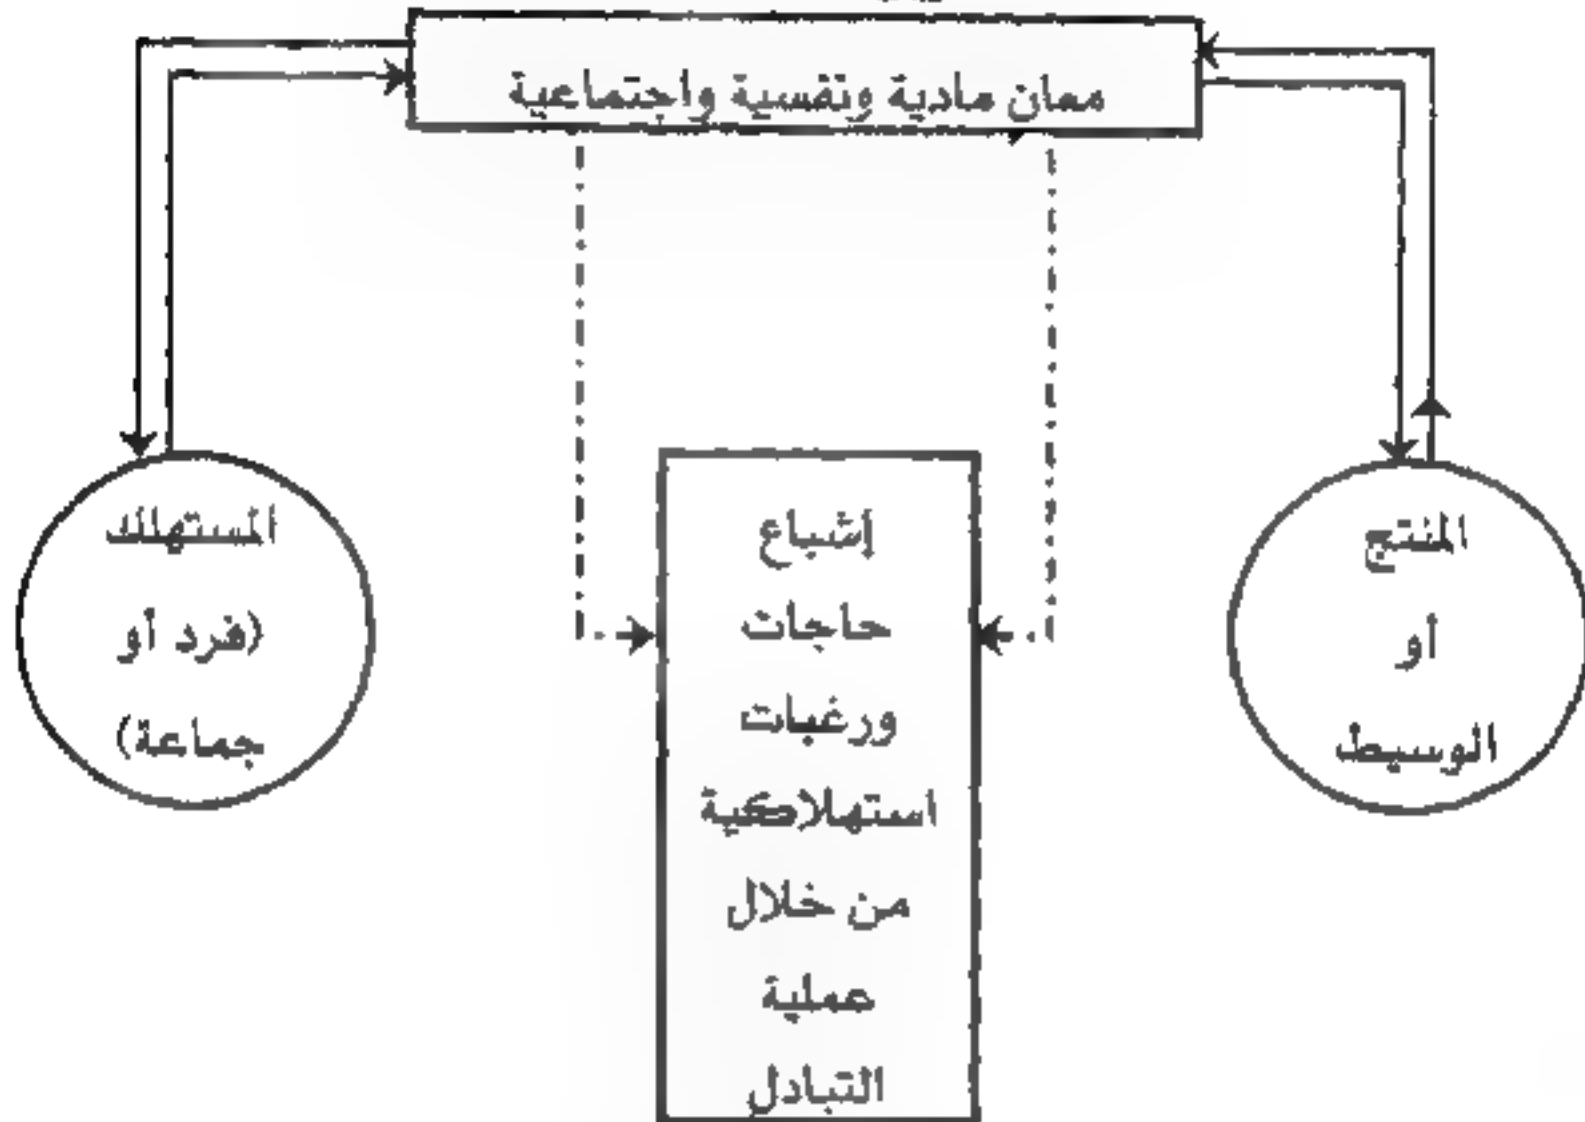 معان مادية ونفسية واجتماعية
المنتج
أو
الوسيط
إشباع
حاجات
ورغبات
استهلاكية
من خلال
عملية
التبادل
المستهلك
(فرد أو
جماعة)